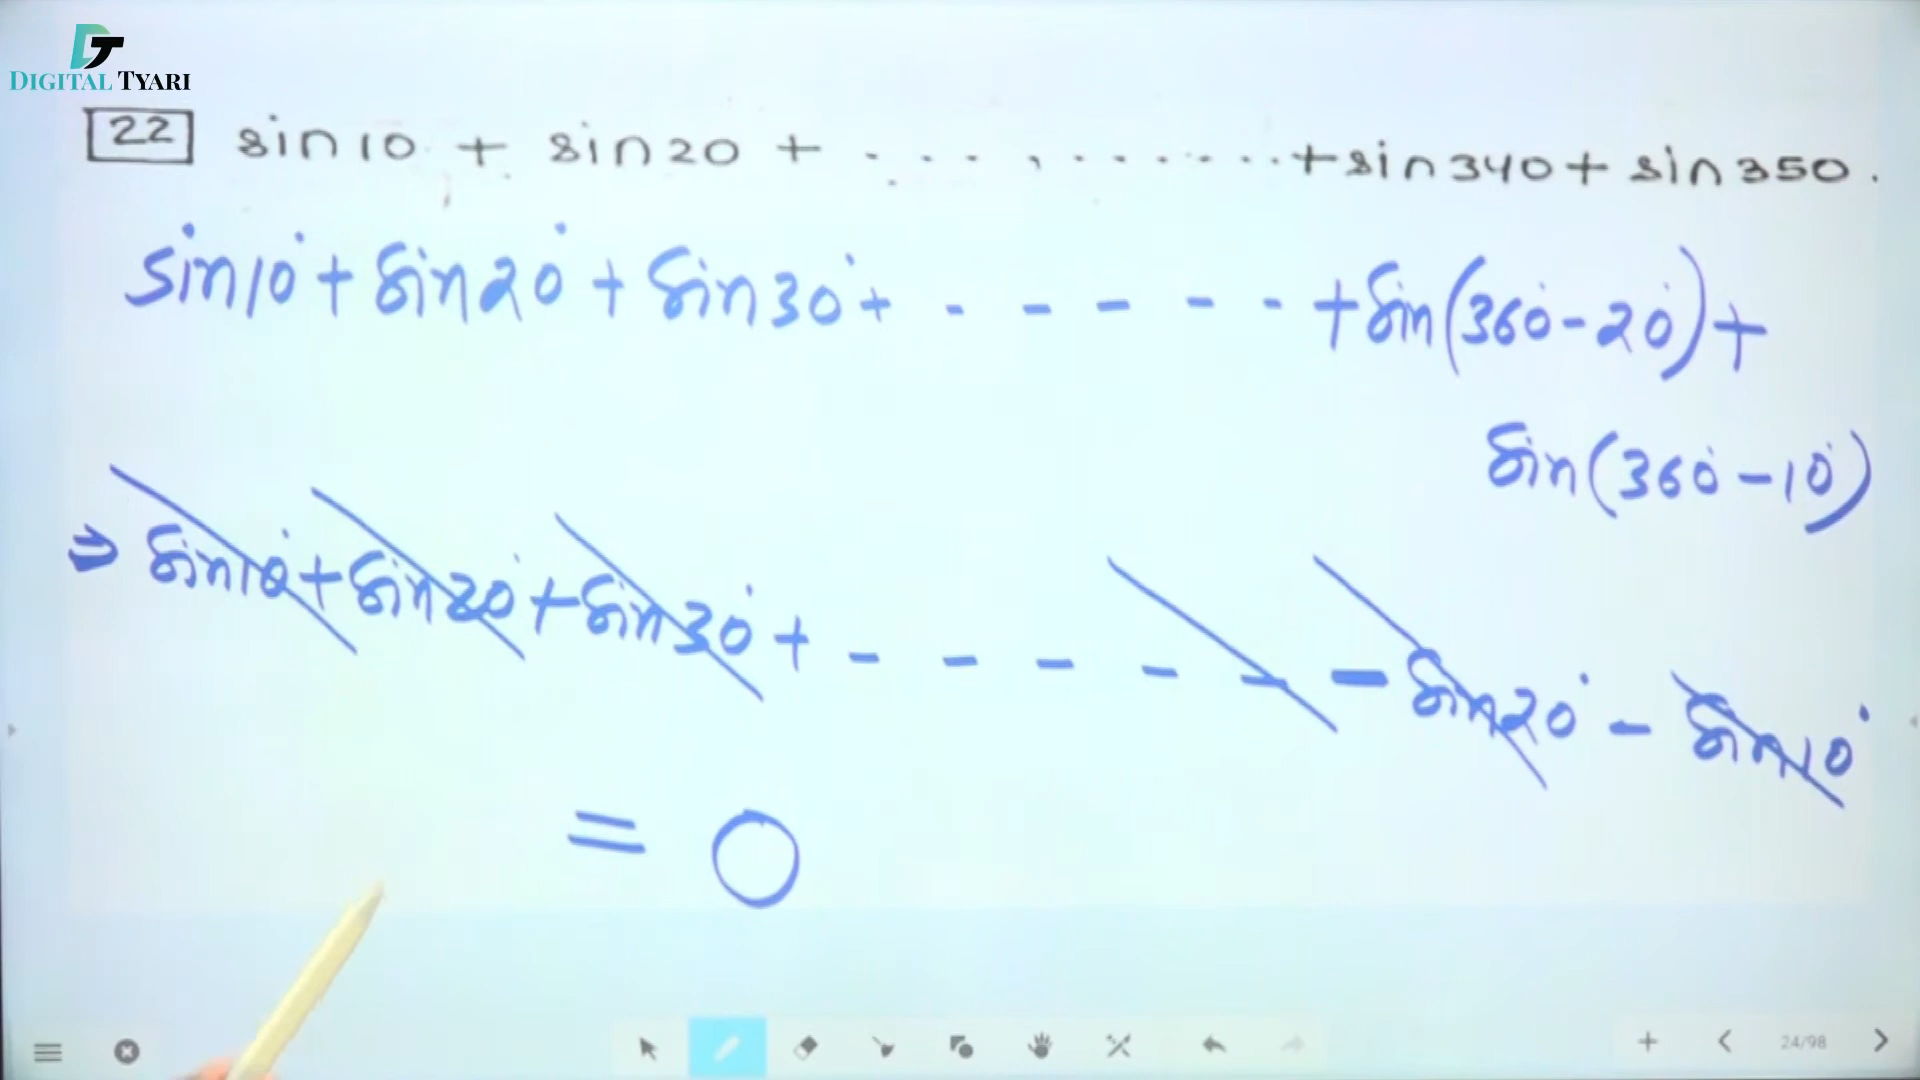 DIGITAL TYARI
22 sin10 + sin20 + . . . . . . . . . . . . +sin340 + sin350.
sin10° + sin20° + sin30° + - - - - - + sin(360° - 20°) +
sin(360° - 10°)
⇒ sin10° + sin20° + sin30° + - - - - - - sin20° - sin10°
= 0
24/98